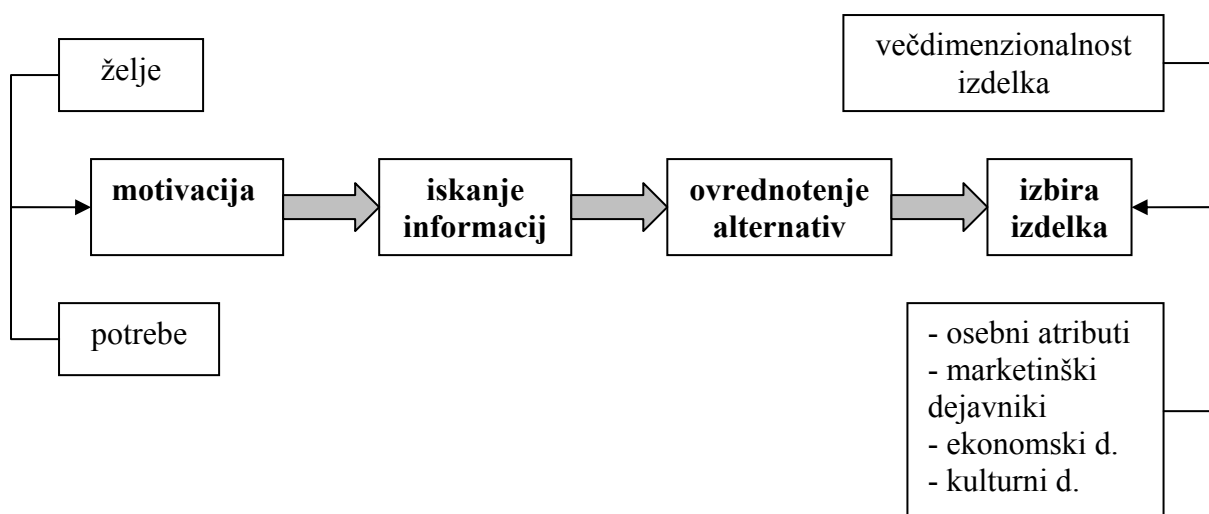 želje
večdimenzionalnost
izdelka
motivacija
iskanje
informacij
ovrednotenje
alternativ
izbira
izdelka
potrebe
- osebni atributi
- marketinški
dejavniki
- ekonomski d.
- kulturni d.